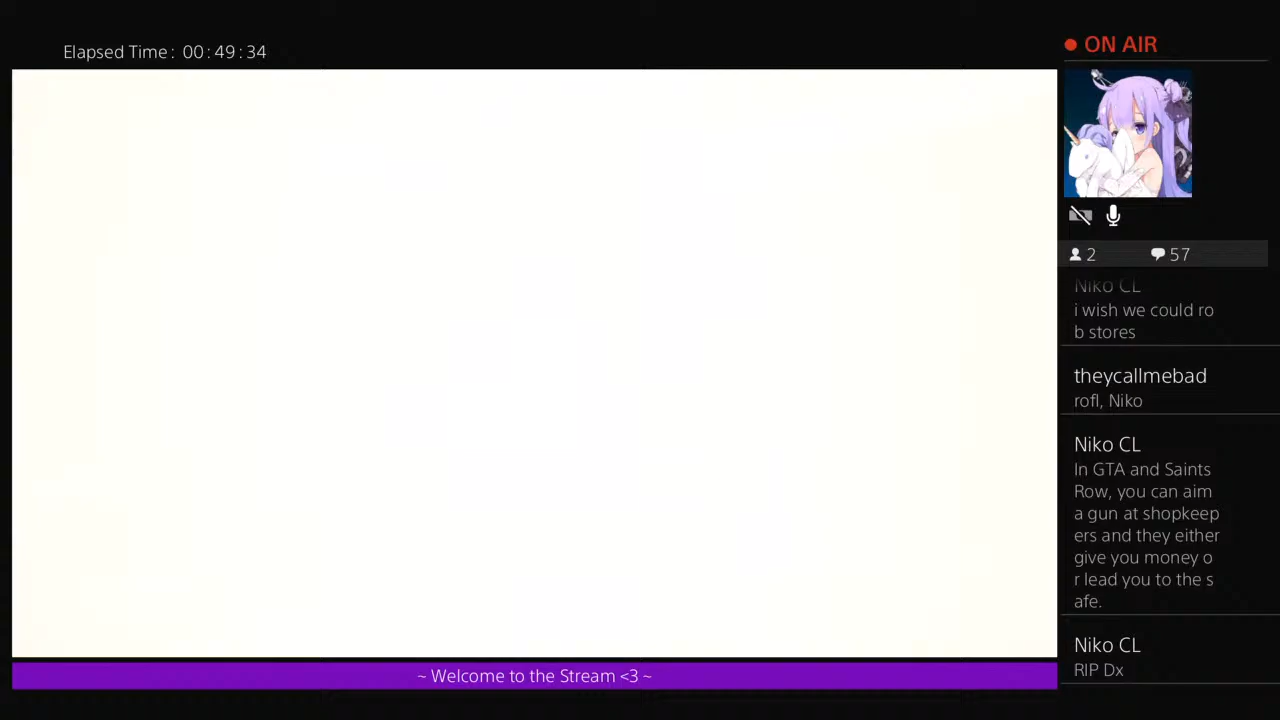 Elapsed Time: 00:49:34
ON AIR
2 57
Niko CL
i wish we could ro
b stores
theycallmebad
rofl, Niko
Niko CL
In GTA and Saints
Row, you can aim
a gun at shopkeep
ers and they either
give you money o
r lead you to the s
afe.
Niko CL
RIP Dx
~ Welcome to the Stream <3 ~